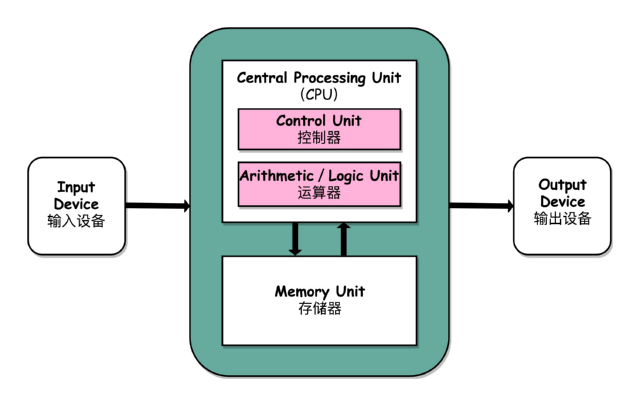 Central Processing Unit
（CPU）
Control Unit
控制器
Arithmetic / Logic Unit
运算器
Input
Device
输入设备
Output
Device
输出设备
Memory Unit
存储器